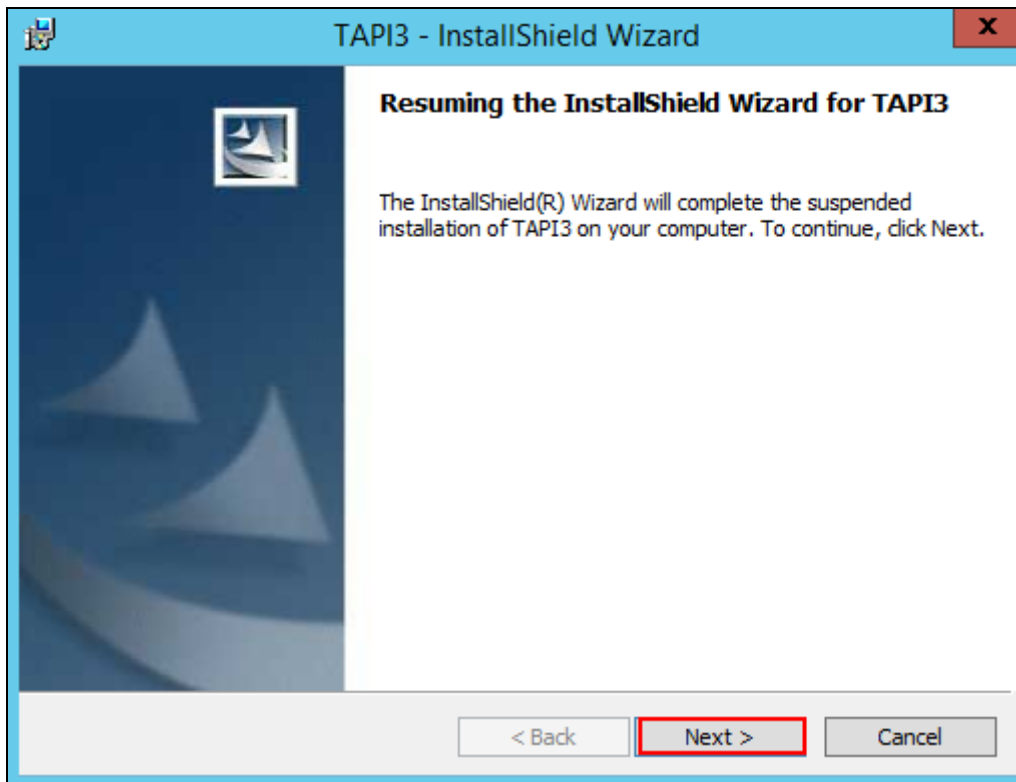 TAPI3 - InstallShield Wizard
x
Resuming the InstallShield Wizard for TAPI3
The InstallShield(R) Wizard will complete the suspended
installation of TAPI3 on your computer. To continue, click Next.
< Back
Next >
Cancel